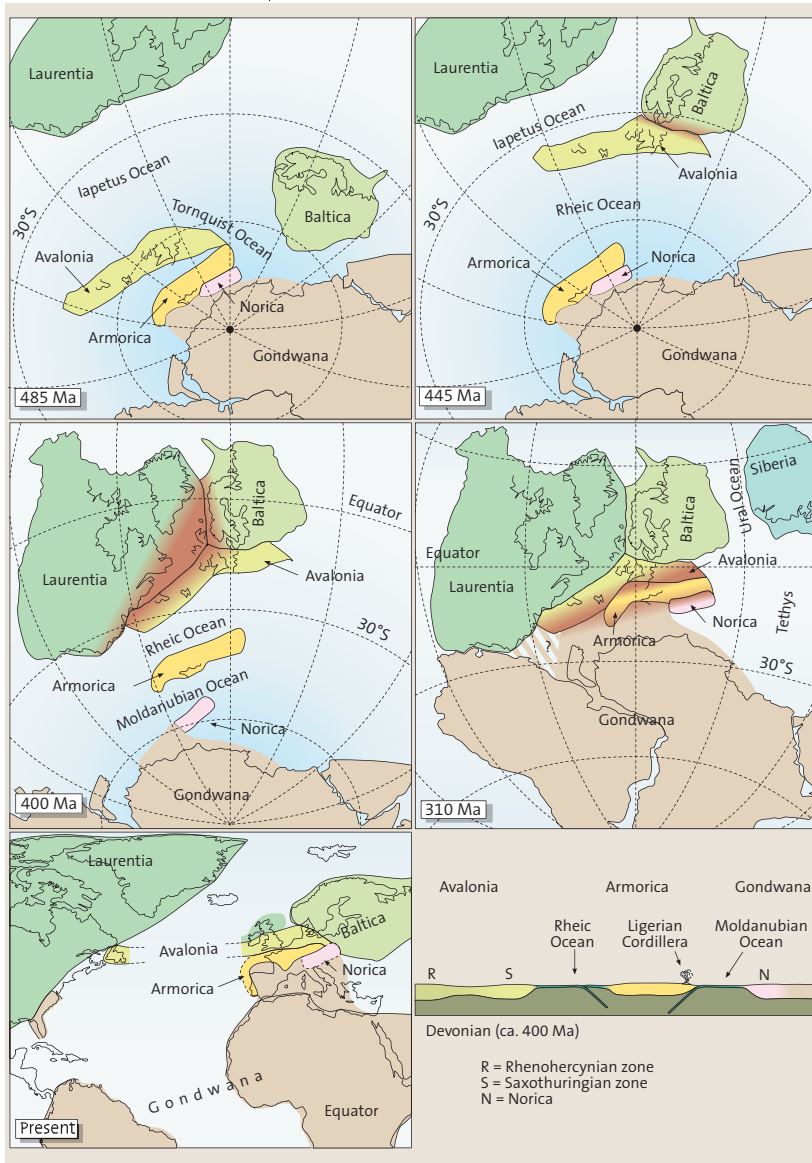 Laurentia
Iapetus Ocean
Tornquist Ocean
Baltica
30°S
Avalonia
Armorica
Norica
Gondwana
485 Ma
Laurentia
Baltica
Iapetus Ocean
Avalonia
30°S
Rheic Ocean
Armorica
Norica
Gondwana
445 Ma
Baltica
Equator
Laurentia
Avalonia
Rheic Ocean
30°S
Armorica
Moldanubian Ocean
Norica
Gondwana
400 Ma
Siberia
Ural Ocean
Baltica
Equator
Avalonia
Laurentia
Tethys
Norica
Armorica
?
30°S
Gondwana
310 Ma
Laurentia
Baltica
Avalonia
Norica
Armorica
Gondwana
Equator
Present
Avalonia Armorica Gondwana
Rheic Ocean
Ligerian Cordillera
Moldanubian Ocean
R S N
Devonian (ca. 400 Ma)
R = Rhenohercynian zone
S = Saxothuringian zone
N = Norica